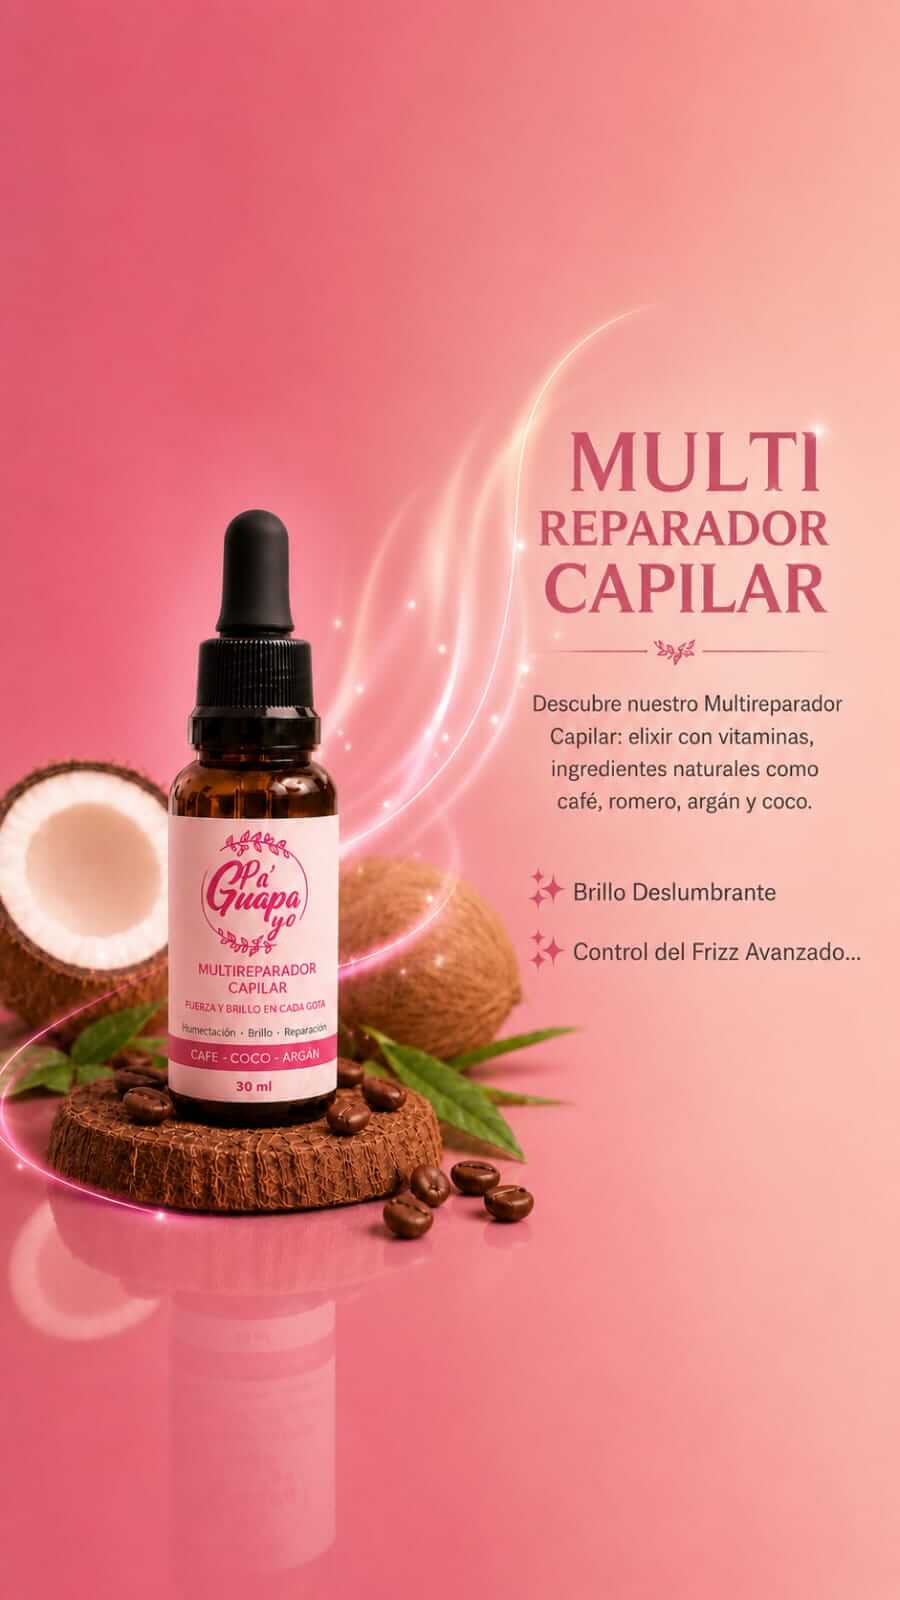 MULTI
REPARADOR
CAPILAR
Descubre nuestro Multireparador
Capilar: elixir con vitaminas,
ingredientes naturales como
café, romero, argán y coco.
Brillo Deslumbrante
Control del Frizz Avanzado...
Pa'
Guapa
yo
MULTIREPARADOR
CAPILAR
FUERZA Y BRILLO EN CADA GOTA
Humectación · Brillo · Reparación
CAFE - COCO - ARGÁN
30 ml